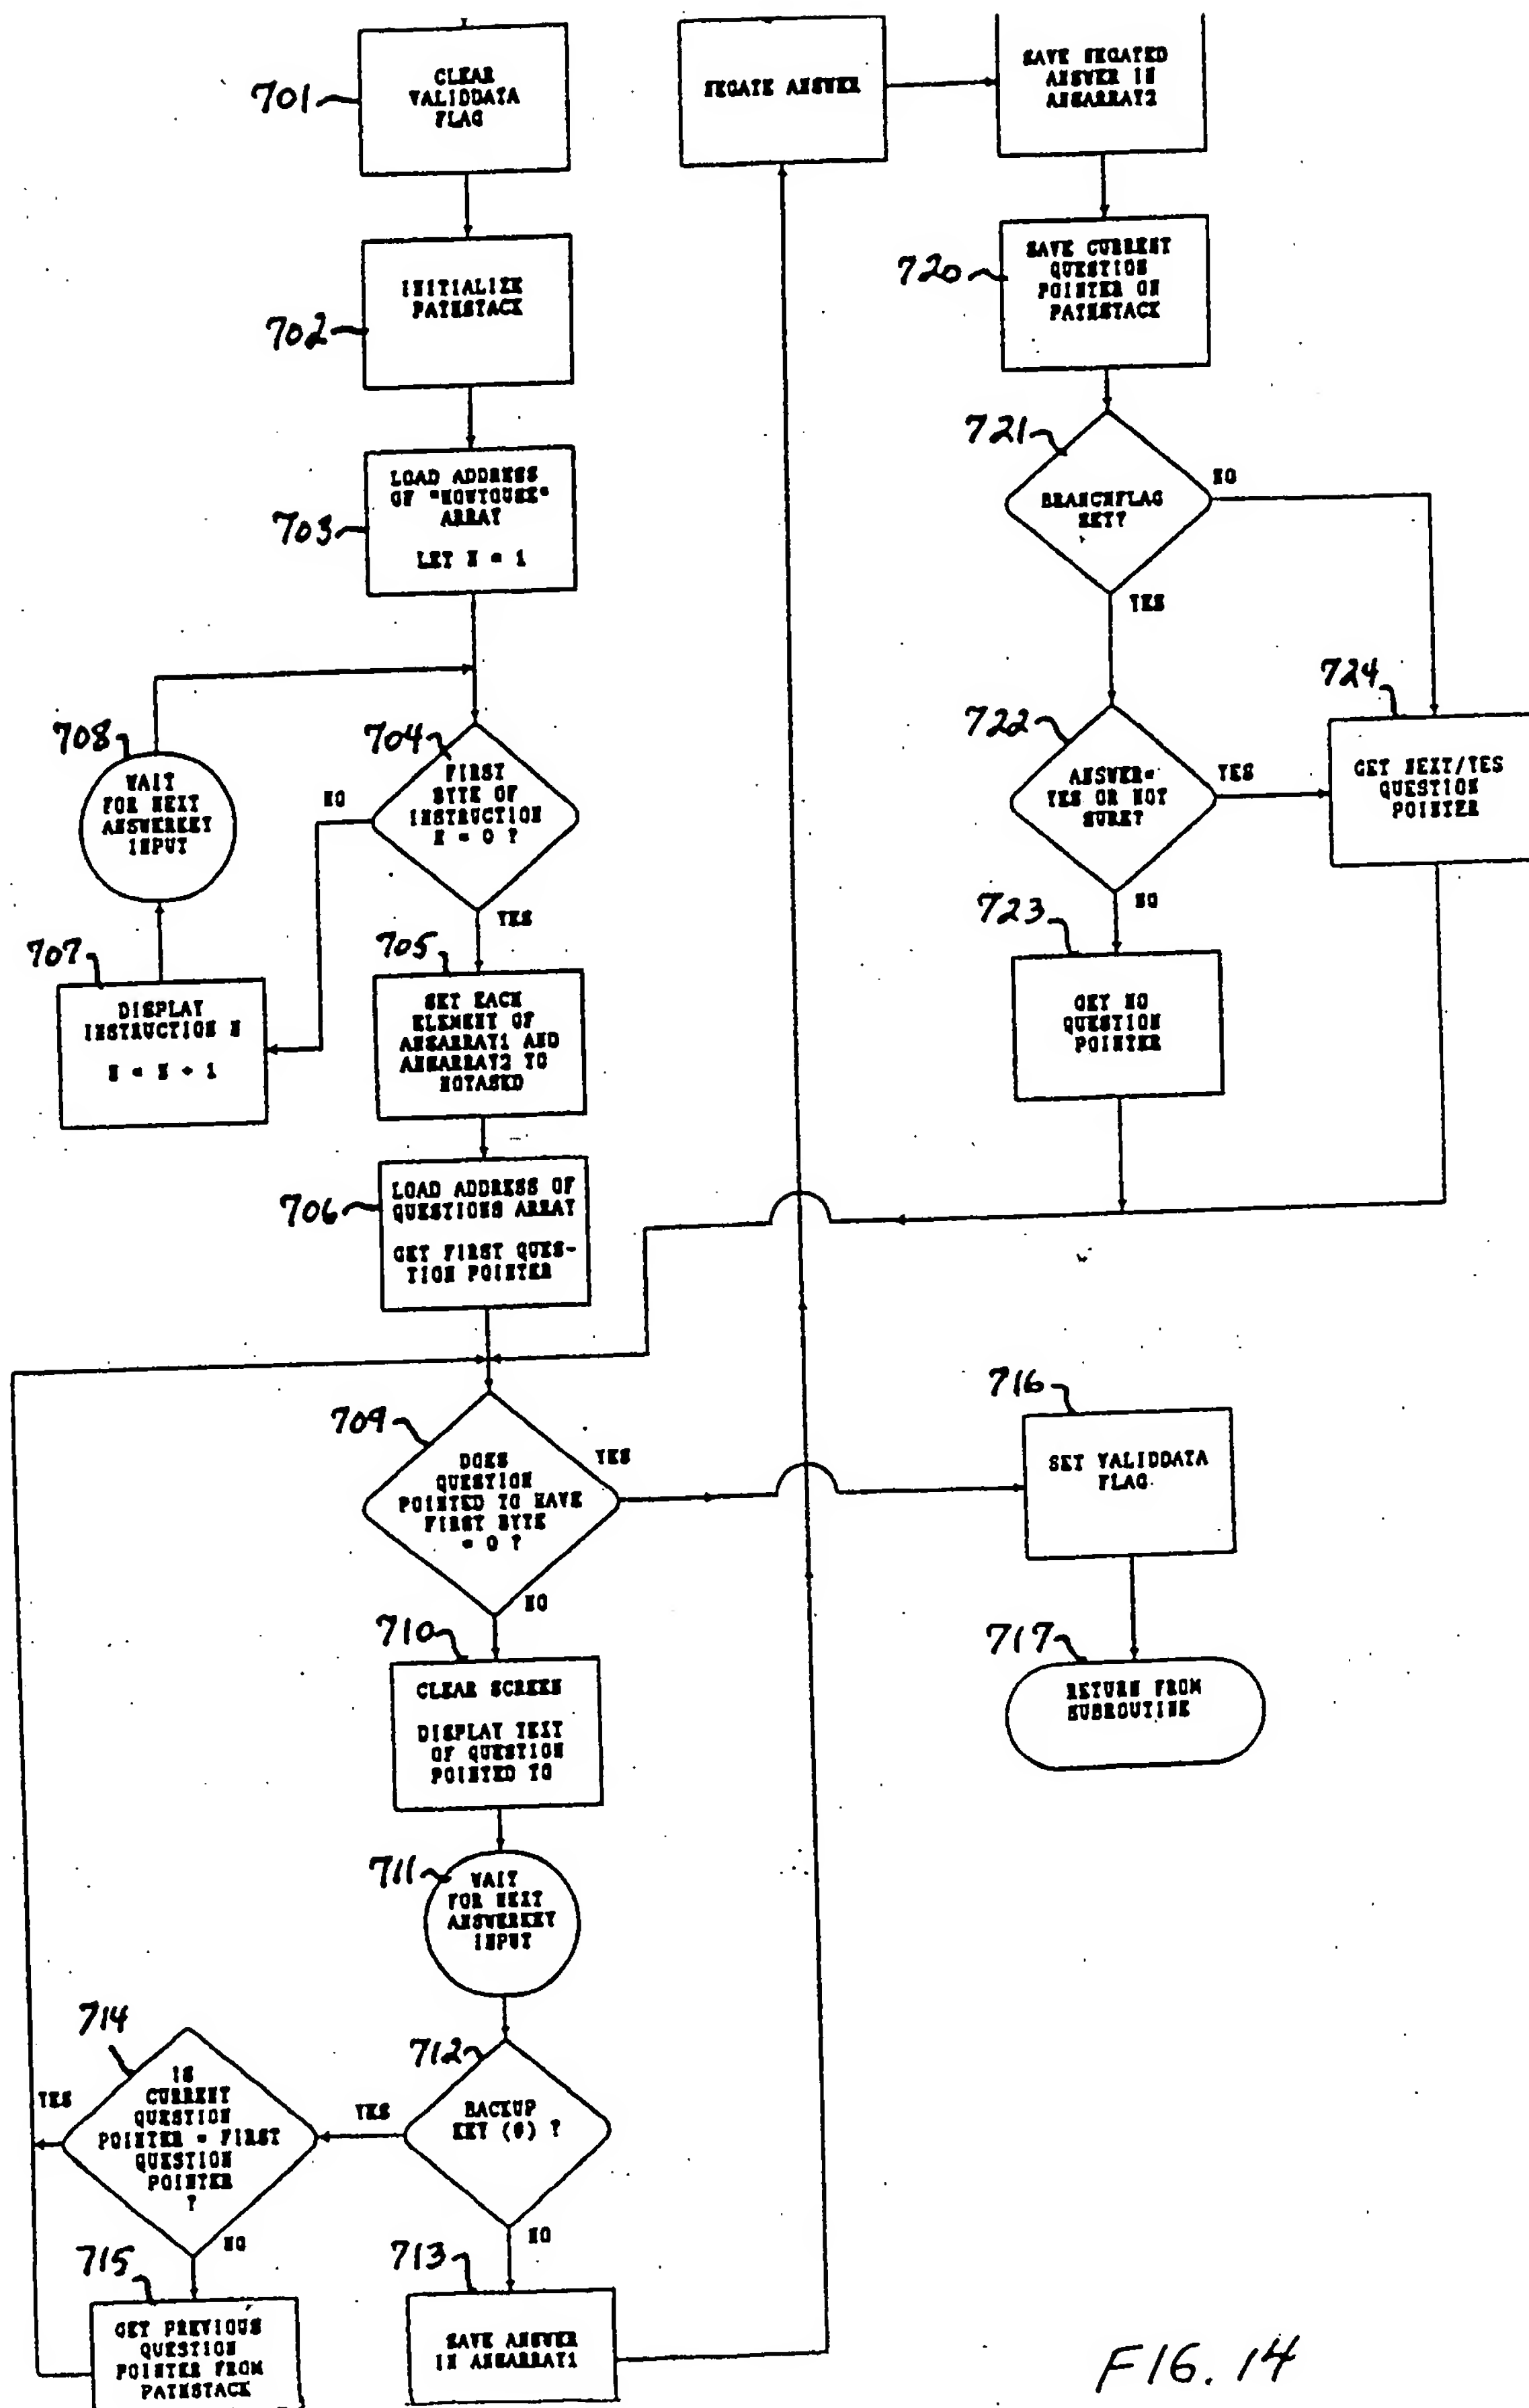 701
CLEAR
VALIDDATA
FLAG
702
INITIALIZE
PATHSTACK
703
LOAD ADDRESS
OF "HOWTOUSE"
ARRAY
LET N = 1
708
WAIT
FOR NEXT
ANSWERKEY
INPUT
704
FIRST
BYTE OF
INSTRUCTION
N = 0 ?
NO
YES
707
DISPLAY
INSTRUCTION N
N = N + 1
705
SET EACH
ELEMENT OF
ANSARRAY1 AND
ANSARRAY2 TO
NOTASKED
706
LOAD ADDRESS OF
QUESTIONS ARRAY
GET FIRST QUES-
TION POINTER
709
DOES
QUESTION
POINTED TO HAVE
FIRST BYTE
= 0 ?
YES
NO
710
CLEAR SCREEN
DISPLAY TEXT
OF QUESTION
POINTED TO
711
WAIT
FOR NEXT
ANSWERKEY
INPUT
712
BACKUP
KEY (0) ?
YES
NO
714
IS
CURRENT
QUESTION
POINTER = FIRST
QUESTION
POINTER
?
YES
NO
715
GET PREVIOUS
QUESTION
POINTER FROM
PATHSTACK
713
SAVE ANSWER
IN ANSARRAY1
NEGATE ANSWER
SAVE NEGATED
ANSWER IN
ANSARRAY2
720
SAVE CURRENT
QUESTION
POINTER ON
PATHSTACK
721
BRANCHFLAG
SET?
NO
YES
722
ANSWER=
YES OR NOT
SURE?
YES
NO
724
GET NEXT/YES
QUESTION
POINTER
723
GET NO
QUESTION
POINTER
716
SET VALIDDATA
FLAG
717
RETURN FROM
SUBROUTINE
FIG. 14